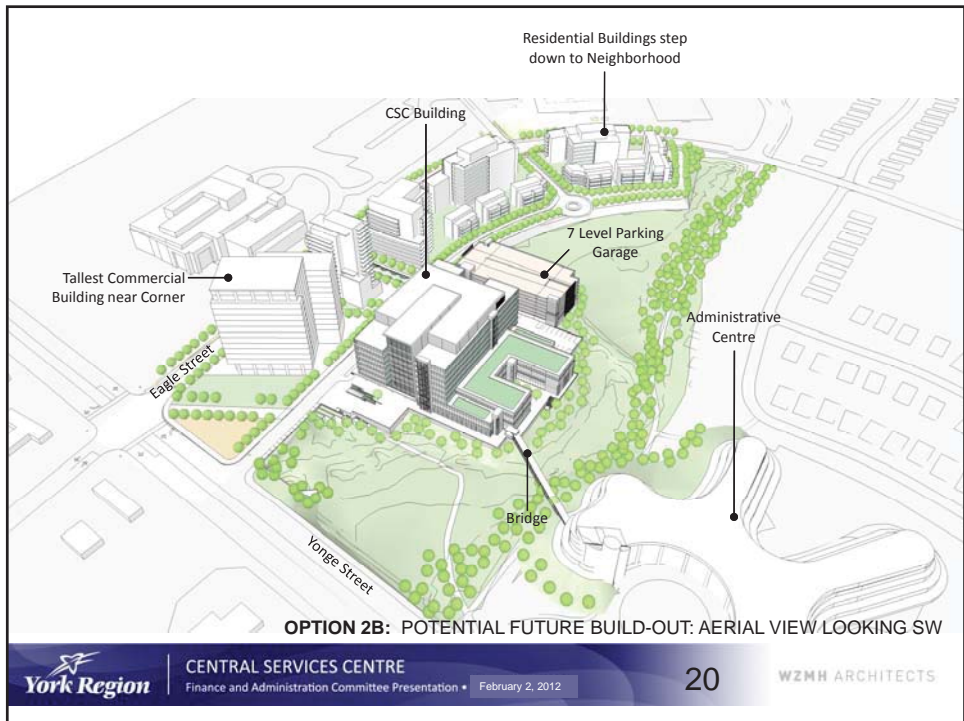 Residential Buildings step
down to Neighborhood
CSC Building
7 Level Parking
Garage
Tallest Commercial
Building near Corner
Administrative
Centre
Eagle Street
Bridge
Yonge Street
OPTION 2B: POTENTIAL FUTURE BUILD-OUT: AERIAL VIEW LOOKING SW
York Region
CENTRAL SERVICES CENTRE
Finance and Administration Committee Presentation • February 2, 2012
20
WZMH ARCHITECTS